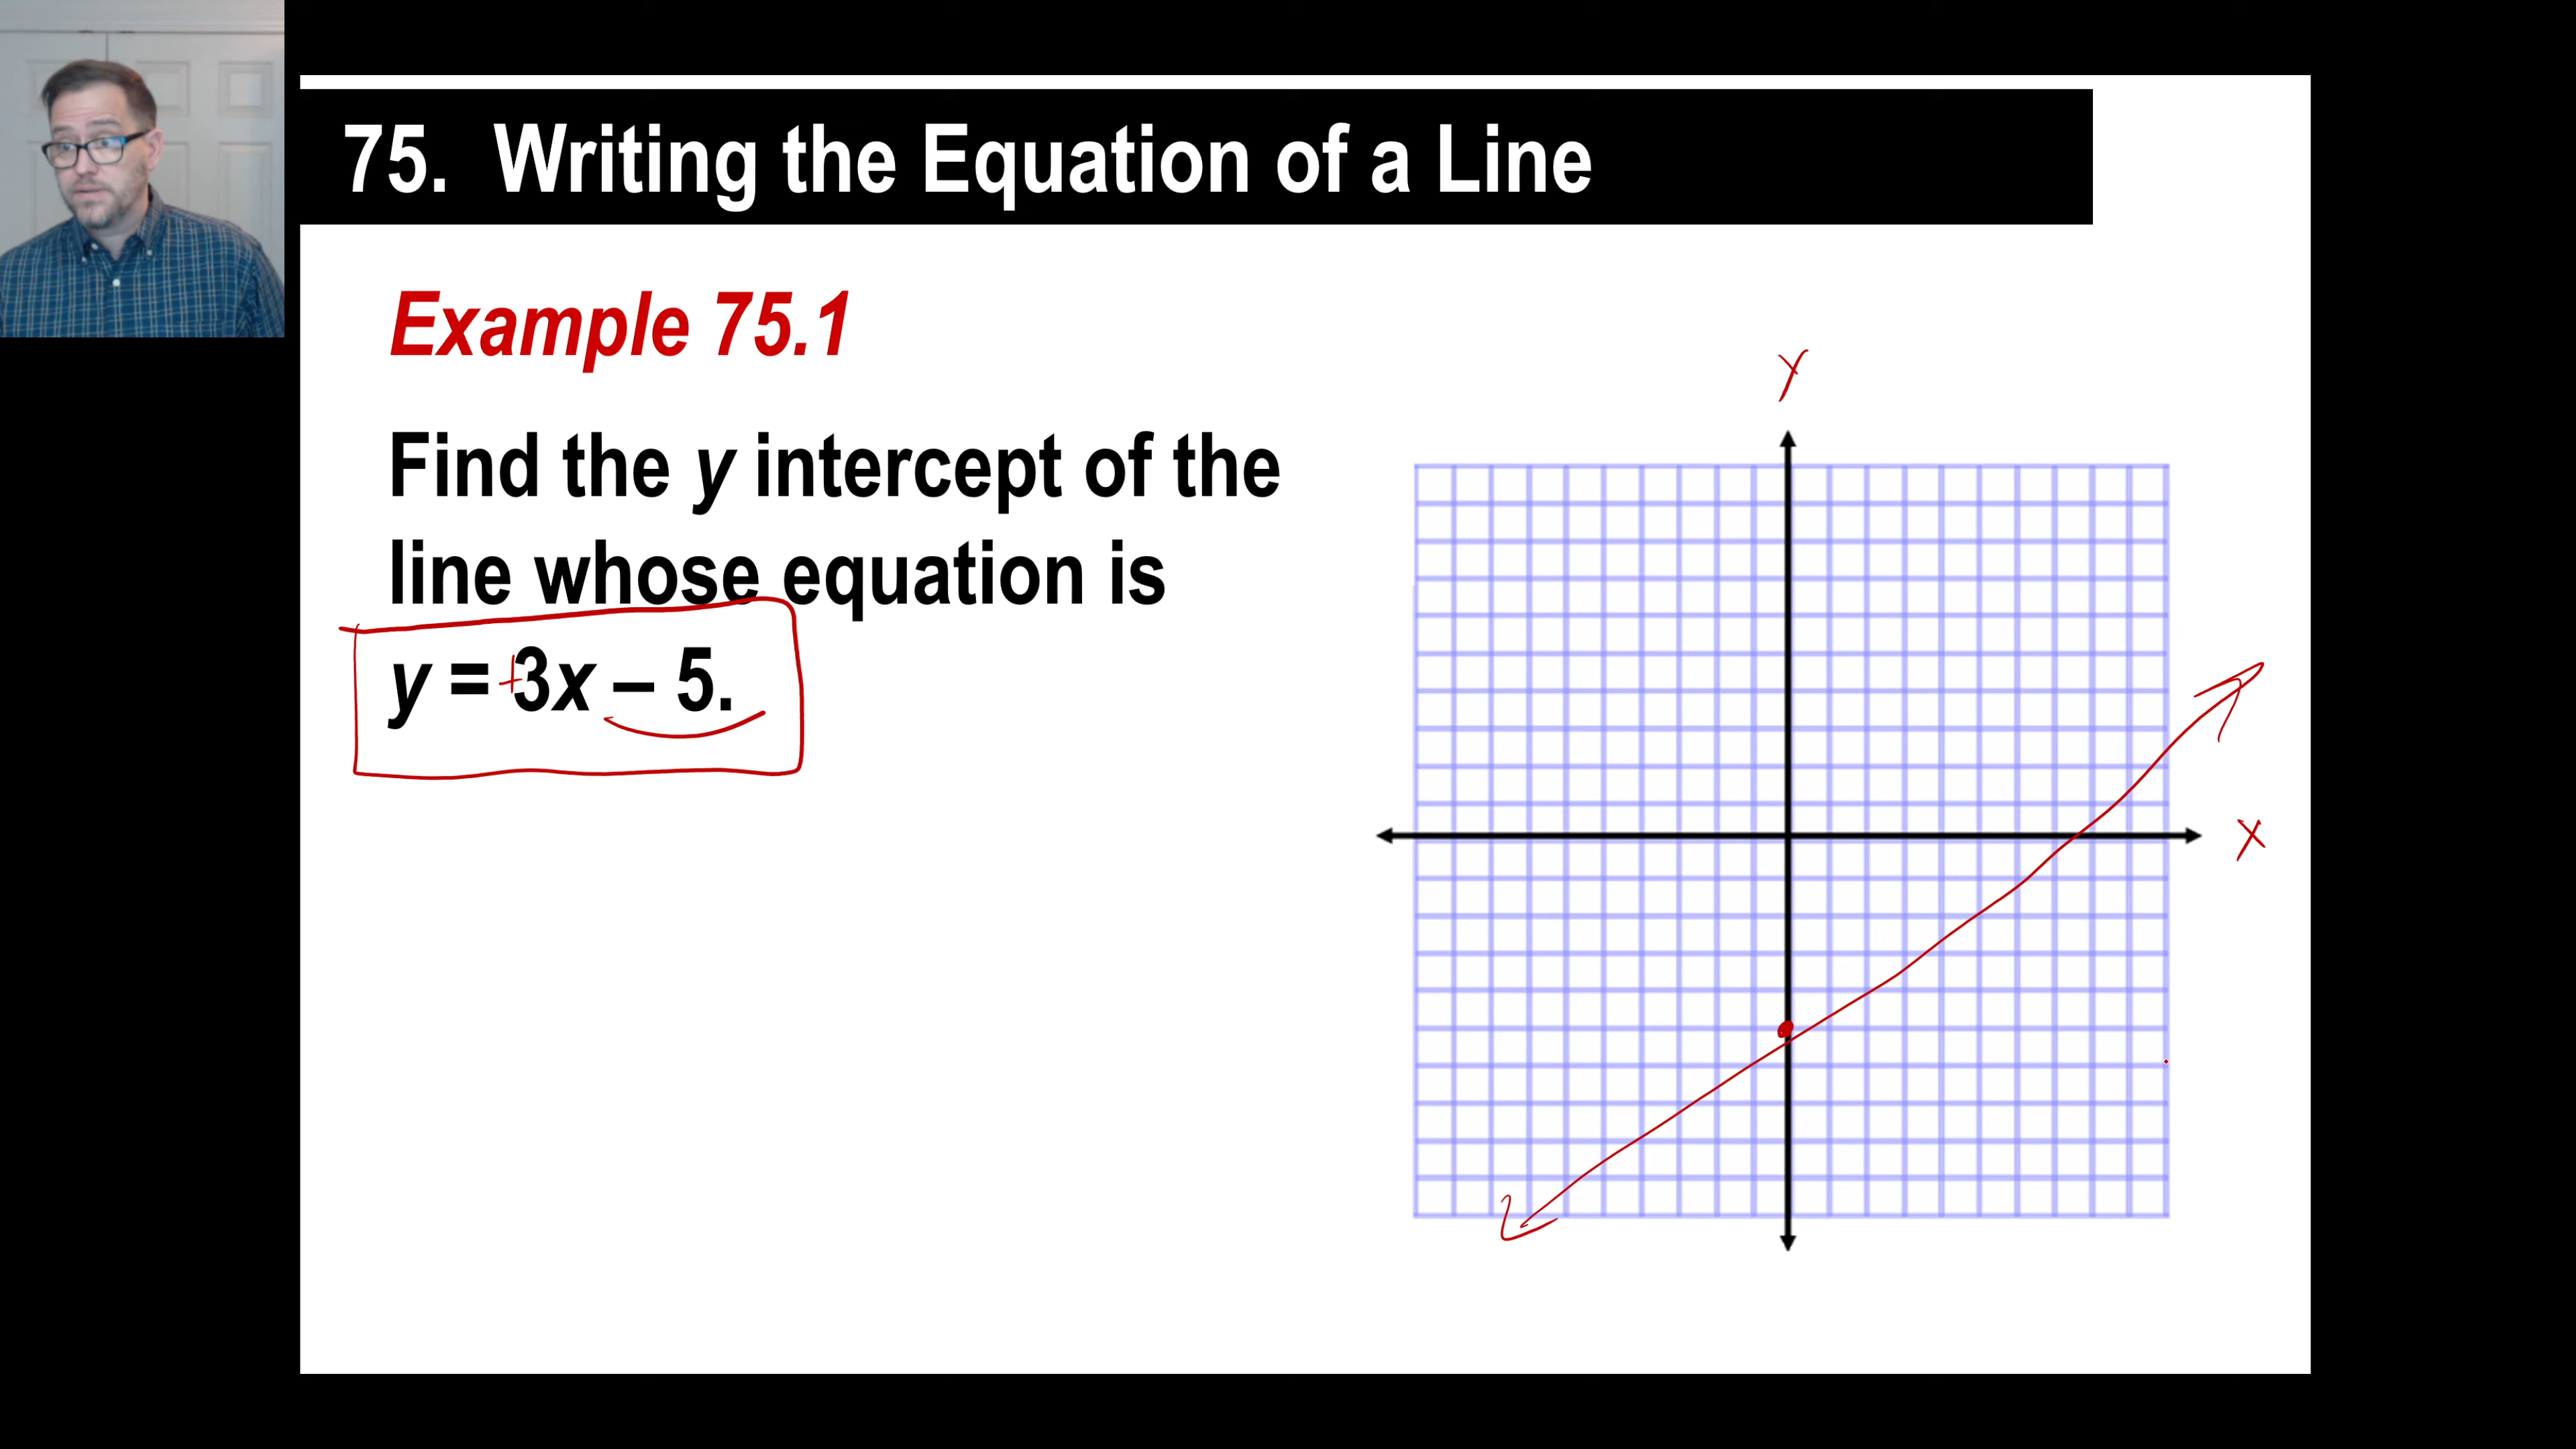 75. Writing the Equation of a Line
Example 75.1
Find the y intercept of the
line whose equation is
y = +3x – 5.
Y
X